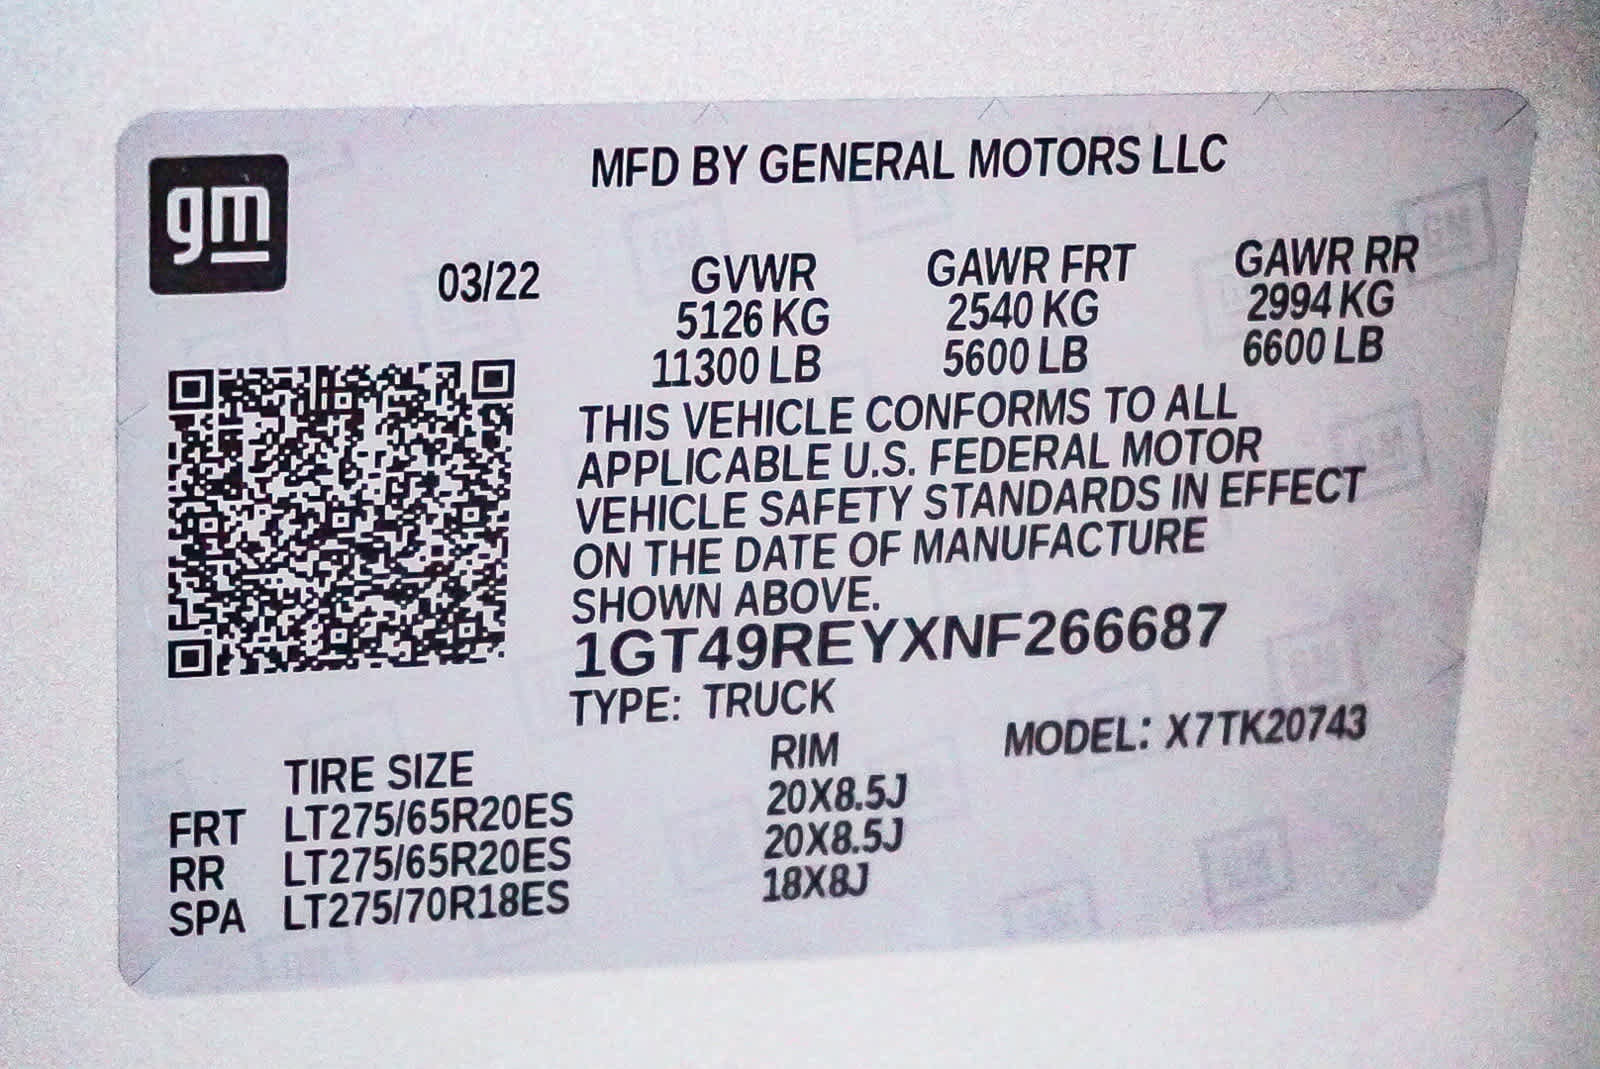 gm
MFD BY GENERAL MOTORS LLC
03/22 GVWR GAWR FRT GAWR RR
5126 KG 2540 KG 2994 KG
11300 LB 5600 LB 6600 LB
THIS VEHICLE CONFORMS TO ALL
APPLICABLE U.S. FEDERAL MOTOR
VEHICLE SAFETY STANDARDS IN EFFECT
ON THE DATE OF MANUFACTURE
SHOWN ABOVE.
1GT49REYXNF266687
TYPE: TRUCK
MODEL: X7TK20743
TIRE SIZE RIM
FRT LT275/65R20ES 20X8.5J
RR LT275/65R20ES 20X8.5J
SPA LT275/70R18ES 18X8J